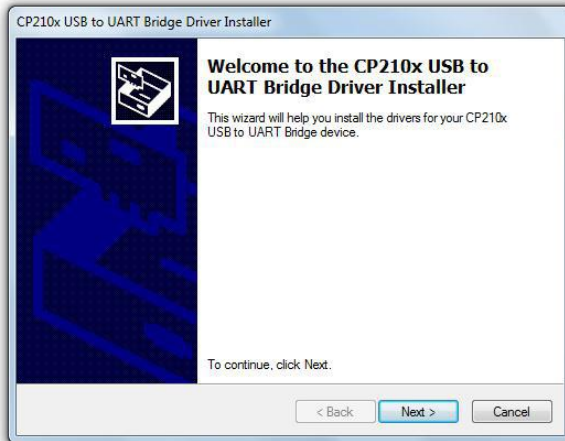 CP210x USB to UART Bridge Driver Installer
Welcome to the CP210x USB to
UART Bridge Driver Installer
This wizard will help you install the drivers for your CP210x
USB to UART Bridge device.
To continue, click Next.
< Back
Next >
Cancel